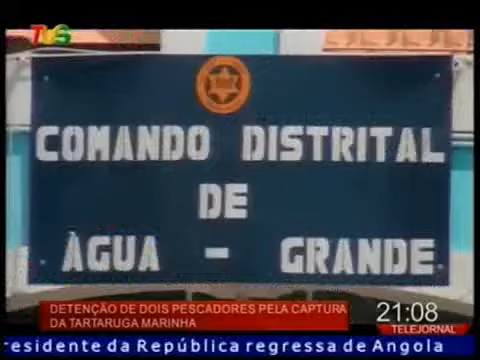 TVS
COMANDO DISTRITAL
DE
ÁGUA - GRANDE
DETENÇÃO DE DOIS PESCADORES PELA CAPTURA
DA TARTARUGA MARINHA
21:08
TELEJORNAL
residente da República regressa de Angola